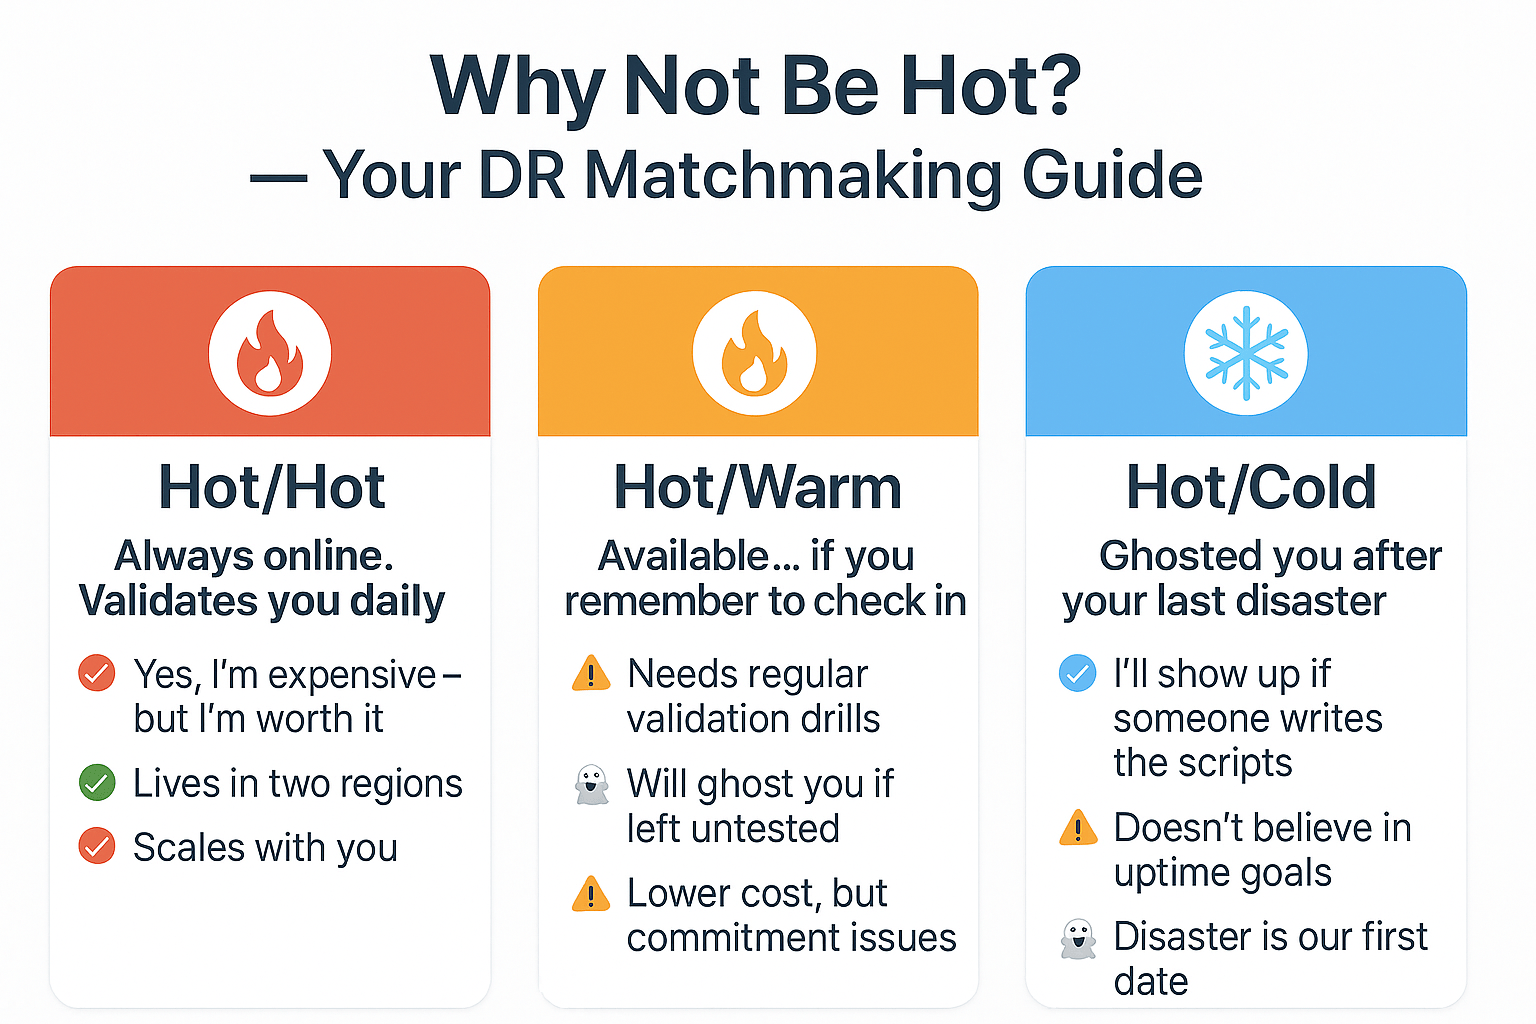 Why Not Be Hot?
— Your DR Matchmaking Guide
Hot/Hot
Always online.
Validates you daily
Yes, I'm expensive –
but I'm worth it
Lives in two regions
Scales with you
Hot/Warm
Available... if you
remember to check in
Needs regular
validation drills
Will ghost you if
left untested
Lower cost, but
commitment issues
Hot/Cold
Ghosted you after
your last disaster
I'll show up if
someone writes
the scripts
Doesn't believe in
uptime goals
Disaster is our first
date